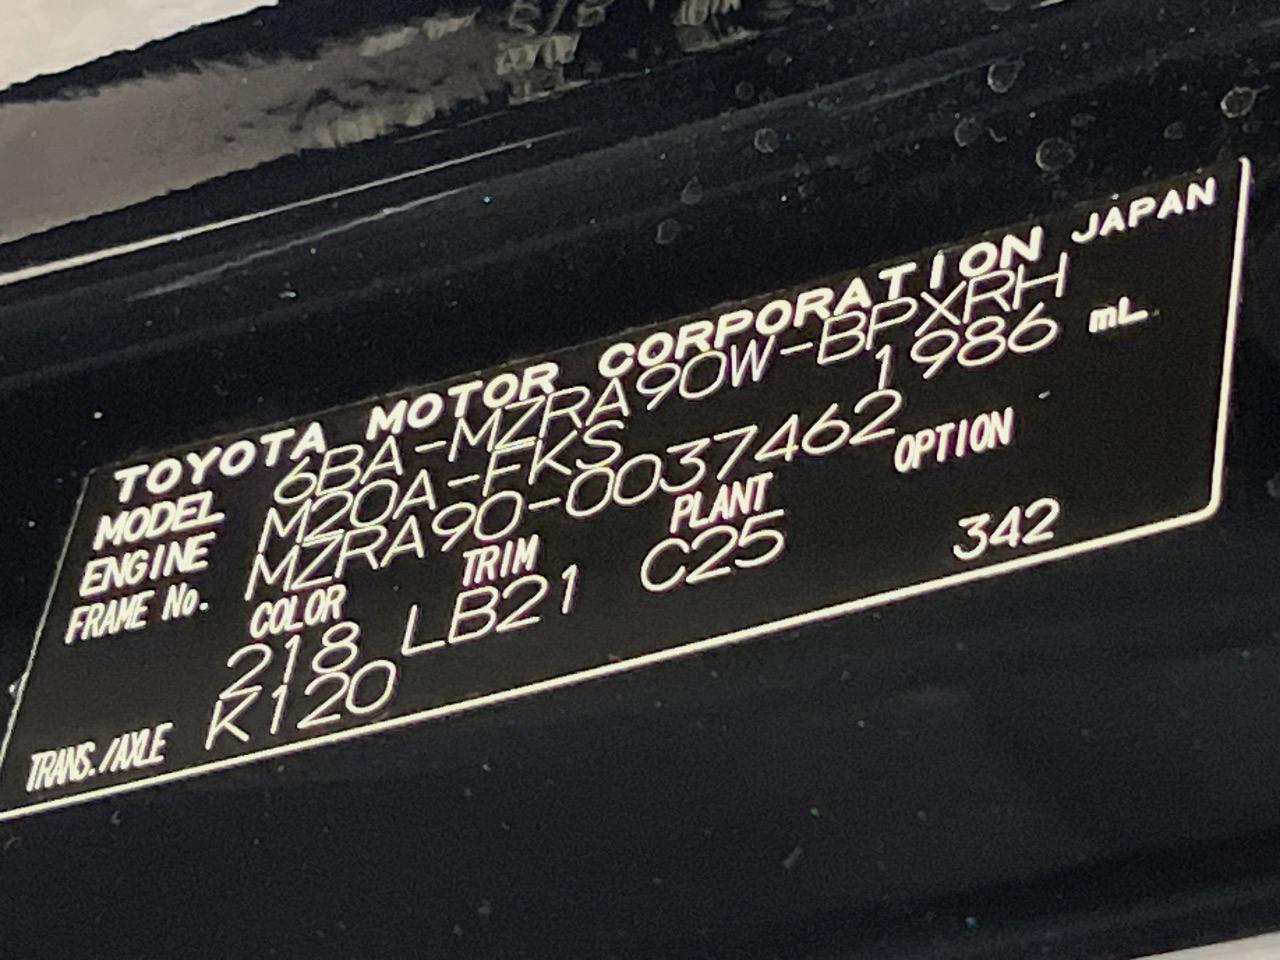 TOYOTA MOTOR CORPORATION JAPAN
MODEL 6BA-MZRA90W-BPXRH
ENGINE M20A-FKS 1986 mL
FRAME No. MZRA90-0037462
COLOR TRIM PLANT OPTION
218 LB21 C25 342
TRANS./AXLE K120